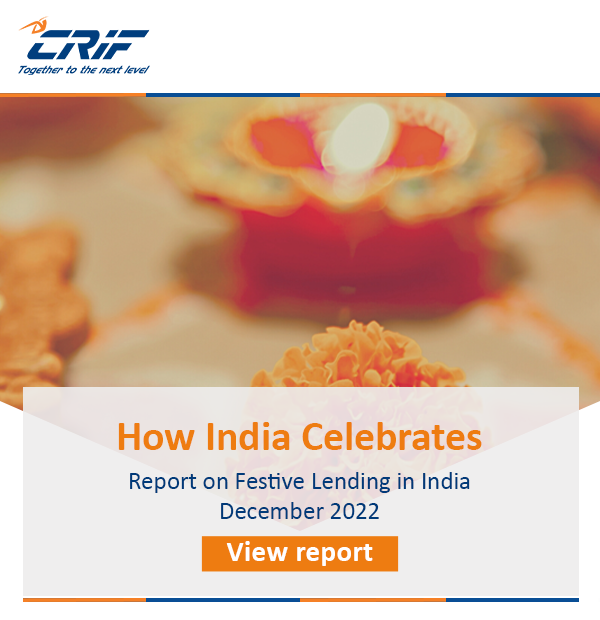 CRIF
Together to the next level
How India Celebrates
Report on Festive Lending in India
December 2022
View report